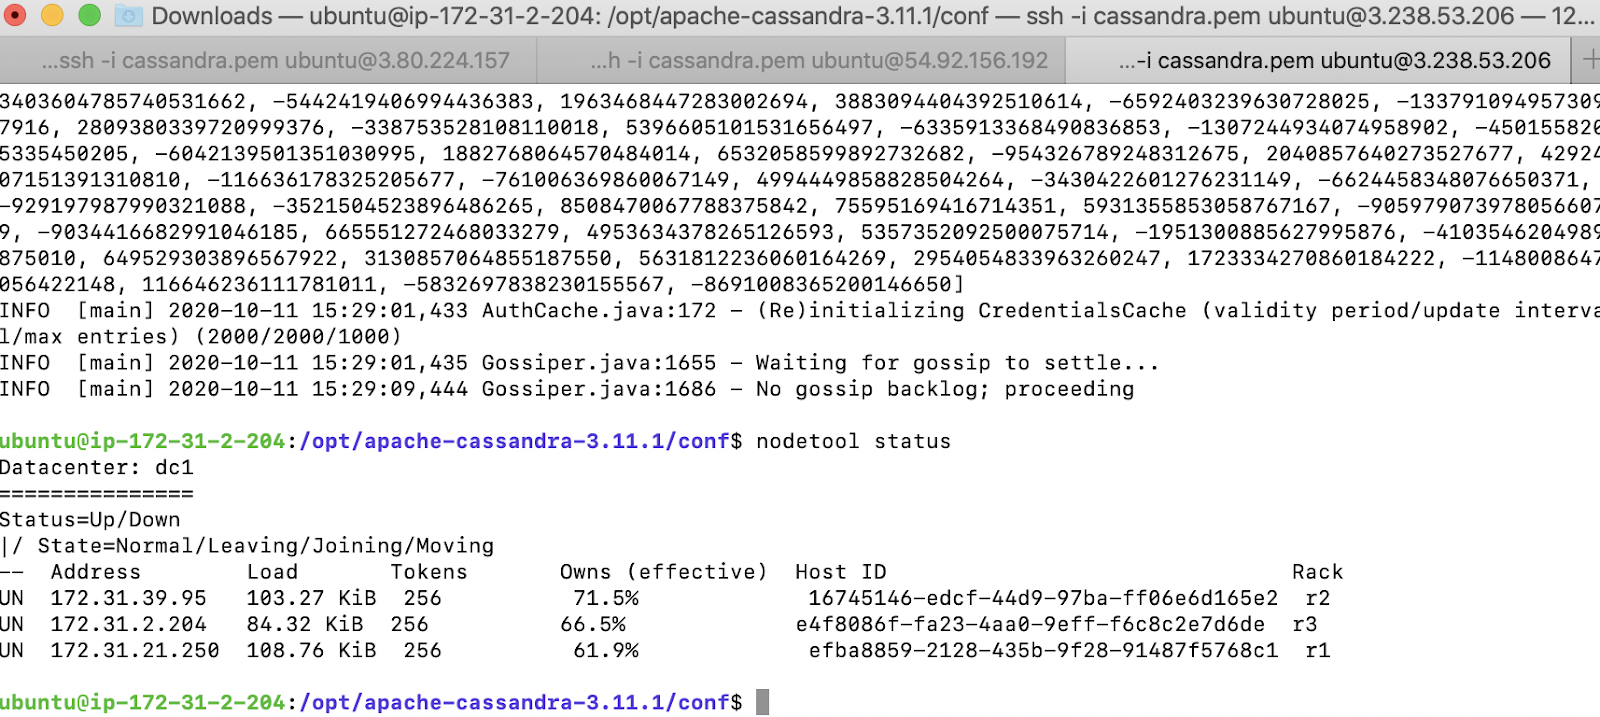 Downloads — ubuntu@ip-172-31-2-204: /opt/apache-cassandra-3.11.1/conf — ssh -i cassandra.pem ubuntu@3.238.53.206 — 12...
...ssh -i cassandra.pem ubuntu@3.80.224.157 ...h -i cassandra.pem ubuntu@54.92.156.192 ...-i cassandra.pem ubuntu@3.238.53.206 +
3403604785740531662, -5442419406994436383, 1963468447283002694, 3883094404392510614, -6592403239630728025, -133791094957309
7916, 2809380339720999376, -338753528108110018, 5396605101531656497, -6335913368490836853, -1307244934074958902, -450155820
5335450205, -6042139501351030995, 1882768064570484014, 6532058599892732682, -954326789248312675, 2040857640273527677, 42924
07151391310810, -116636178325205677, -761006369860067149, 4994449858828504264, -3430422601276231149, -6624458348076650371,
-929197987990321088, -3521504523896486265, 8508470067788375842, 75595169416714351, 5931355853058767167, -905979073978056607
9, -9034416682991046185, 665551272468033279, 4953634378265126593, 5357352092500075714, -1951300885627995876, -4103546204989
875010, 649529303896567922, 3130857064855187550, 5631812236060164269, 2954054833963260247, 1723334270860184222, -1148008647
056422148, 116646236111781011, -5832697838230155567, -8691008365200146650]
INFO  [main] 2020-10-11 15:29:01,433 AuthCache.java:172 - (Re)initializing CredentialsCache (validity period/update interva
l/max entries) (2000/2000/1000)
INFO  [main] 2020-10-11 15:29:01,435 Gossiper.java:1655 - Waiting for gossip to settle...
INFO  [main] 2020-10-11 15:29:09,444 Gossiper.java:1686 - No gossip backlog; proceeding
ubuntu@ip-172-31-2-204:/opt/apache-cassandra-3.11.1/conf$ nodetool status
Datacenter: dc1
===============
Status=Up/Down
|/ State=Normal/Leaving/Joining/Moving
--  Address        Load       Tokens       Owns (effective)  Host ID                               Rack
UN  172.31.39.95   103.27 KiB  256          71.5%             16745146-edcf-44d9-97ba-ff06e6d165e2  r2
UN  172.31.2.204   84.32 KiB  256          66.5%             e4f8086f-fa23-4aa0-9eff-f6c8c2e7d6de  r3
UN  172.31.21.250  108.76 KiB  256          61.9%             efba8859-2128-435b-9f28-91487f5768c1  r1
ubuntu@ip-172-31-2-204:/opt/apache-cassandra-3.11.1/conf$